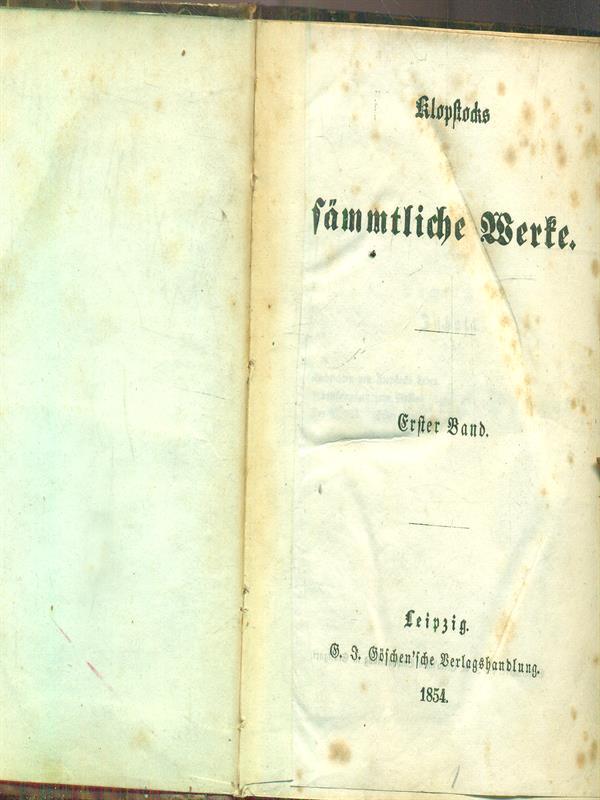 Klopstocks
sämmtliche Werke.
Erster Band.
Leipzig.
G. J. Göschen'sche Verlagshandlung.
1854.